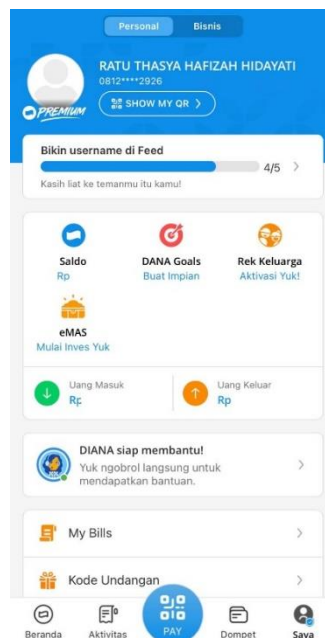 Personal Bisnis
RATU THASYA HAFIZAH HIDAYATI
0812****2926
PREMIUM
SHOW MY QR >
Bikin username di Feed
4/5 >
Kasih liat ke temanmu itu kamu!
Saldo DANA Goals Rek Keluarga
Rp Buat Impian Aktivasi Yuk!
eMAS
Mulai Inves Yuk
Uang Masuk Uang Keluar
Rp Rp
DIANA siap membantu!
Yuk ngobrol langsung untuk
mendapatkan bantuan.
My Bills
Kode Undangan
Beranda Aktivitas PAY Dompet Saya